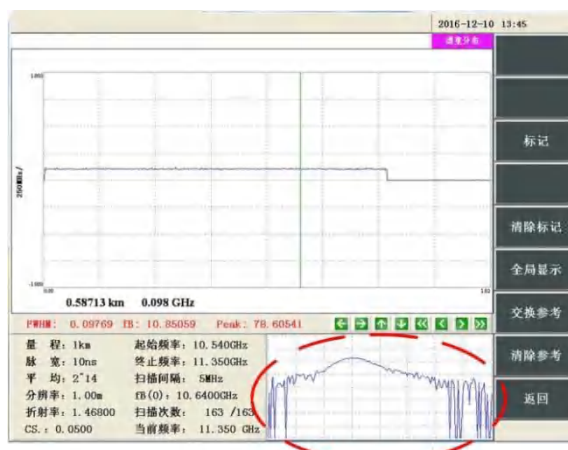 2016-12-10 13:45
标记
清除标记
全局显示
交换参考
清除参考
返回
250MHz/
0.58713 km 0.098 GHz
FWHM: 0.09769 fB: 10.85059 Peak: 78.60541
量 程: 1km 起始频率: 10.540GHz
脉 宽: 10ns 终止频率: 11.350GHz
平 均: 2^14 扫描间隔: 5MHz
分辨率: 1.00m fB(0): 10.6400GHz
折射率: 1.46800 扫描次数: 163 /163
CS.: 0.0500 当前频率: 11.350 GHz